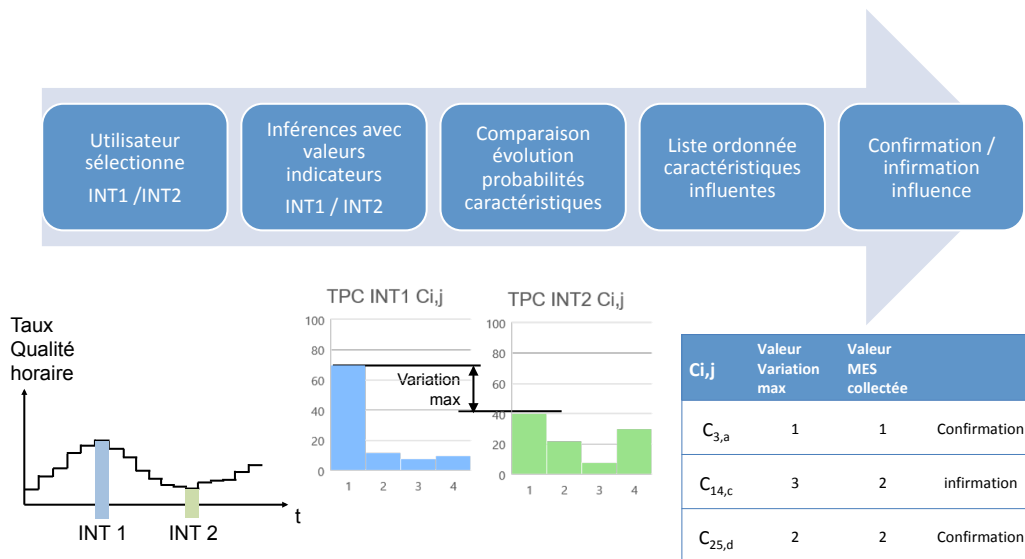 Utilisateur
sélectionne
INT1 /INT2
Inférences avec
valeurs
indicateurs
INT1 / INT2
Comparaison
évolution
probabilités
caractéristiques
Liste ordonnée
caractéristiques
influentes
Confirmation /
infirmation
influence
Taux
Qualité
horaire
INT 1
INT 2
t
TPC INT1 Ci,j
100
80
60
40
20
0
1 2 3 4
Variation
max
TPC INT2 Ci,j
100
80
60
40
20
0
1 2 3 4
Ci,j
Valeur
Variation
max
Valeur
MES
collectée
C3,a 1 1 Confirmation
C14,c 3 2 infirmation
C25,d 2 2 Confirmation